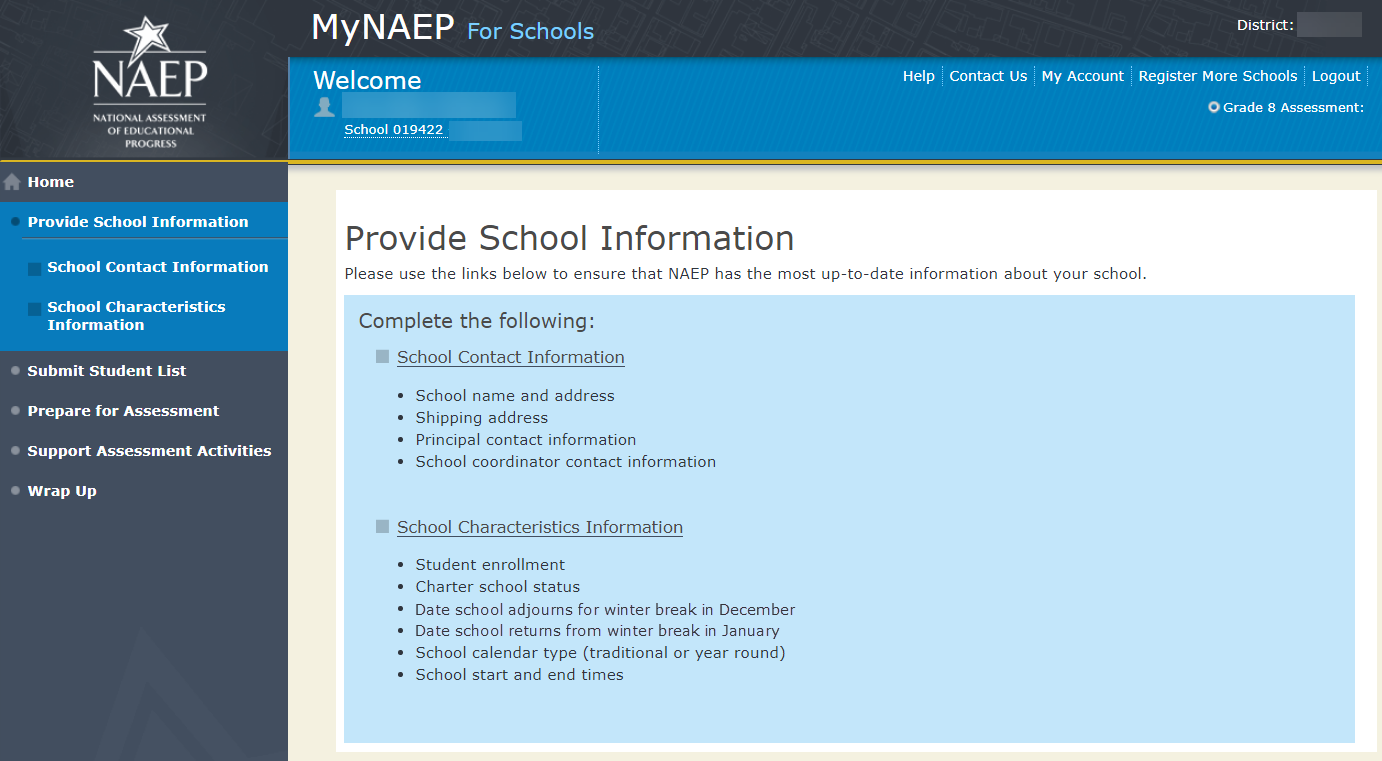 NAEP
NATIONAL ASSESSMENT
OF EDUCATIONAL
PROGRESS
MyNAEP For Schools
District:
Welcome
School 019422
Help
Contact Us
My Account
Register More Schools
Logout
Grade 8 Assessment:
Home
Provide School Information
School Contact Information
School Characteristics
Information
Submit Student List
Prepare for Assessment
Support Assessment Activities
Wrap Up
Provide School Information
Please use the links below to ensure that NAEP has the most up-to-date information about your school.
Complete the following:
School Contact Information
• School name and address
• Shipping address
• Principal contact information
• School coordinator contact information
School Characteristics Information
• Student enrollment
• Charter school status
• Date school adjourns for winter break in December
• Date school returns from winter break in January
• School calendar type (traditional or year round)
• School start and end times